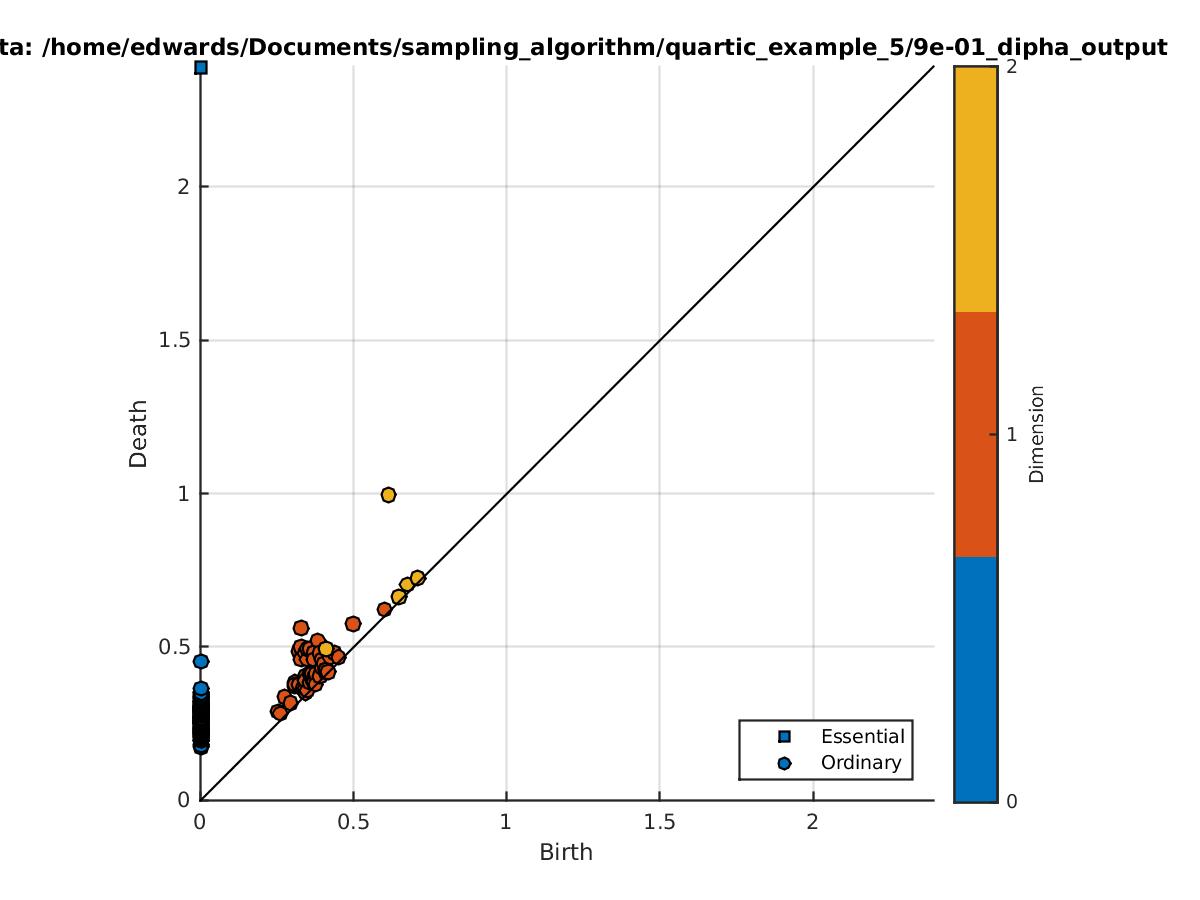 ta: /home/edwards/Documents/sampling_algorithm/quartic_example_5/9e-01_dipha_output
2
2
1.5
Death
1
1
Dimension
0.5
Essential
Ordinary
0
0
0
0.5
1
1.5
2
Birth